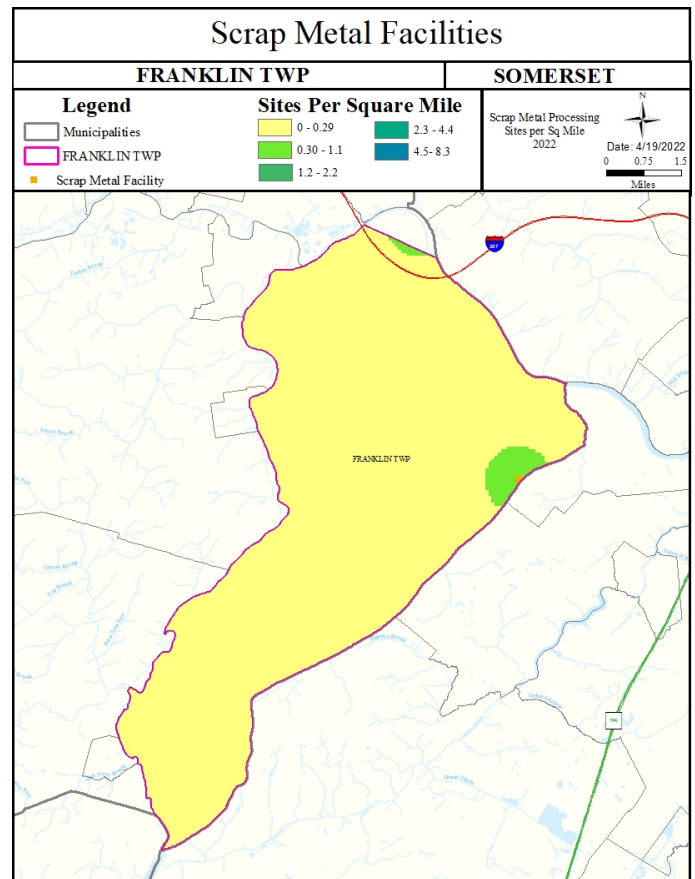 Scrap Metal Facilities
FRANKLIN TWP
SOMERSET
Legend
Municipalities
FRANKLIN TWP
Scrap Metal Facility
Sites Per Square Mile
0 - 0.29
0.30 - 1.1
1.2 - 2.2
2.3 - 4.4
4.5- 8.3
Scrap Metal Processing
Sites per Sq Mile
2022
N
Date: 4/19/2022
0 0.75 1.5
Miles
287
FRANKLIN TWP
Great Ditch